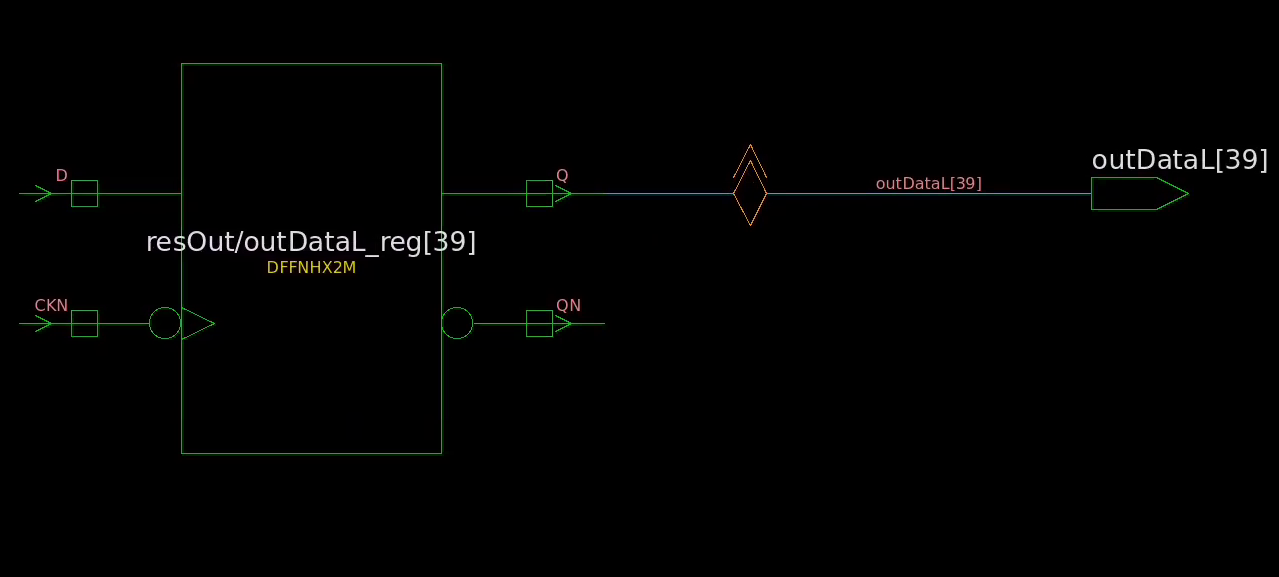 outDataL[39]
D
Q
outDataL[39]
resOut/outDataL_reg[39]
DFFNHX2M
CKN
QN